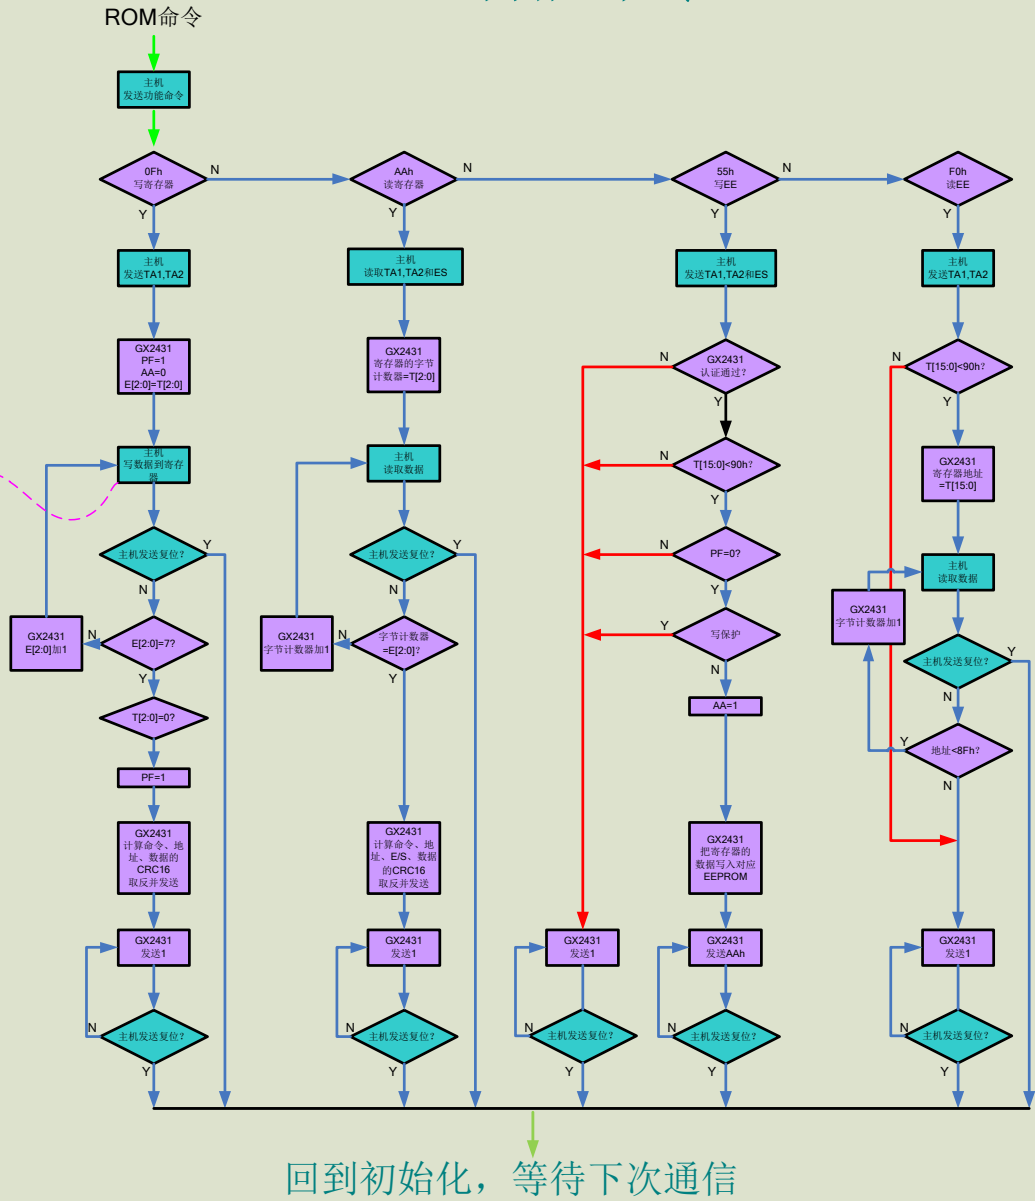 ROM命令
主机
发送功能命令
0Fh
写寄存器
N
Y
AAh
读寄存器
N
Y
55h
写EE
N
Y
F0h
读EE
Y
主机
发送TA1,TA2
主机
读取TA1,TA2和ES
主机
发送TA1,TA2和ES
主机
发送TA1,TA2
GX2431
PF=1
AA=0
E[2:0]=T[2:0]
GX2431
寄存器的字节
计数器=T[2:0]
GX2431
认证通过?
N
Y
T[15:0]<90h?
N
Y
主机
写数据到寄存
器
主机
读取数据
T[15:0]<90h?
N
Y
GX2431
寄存器地址
=T[15:0]
主机发送复位?
Y
N
主机发送复位?
Y
N
PF=0?
N
Y
主机
读取数据
GX2431
E[2:0]加1
N
E[2:0]=7?
Y
GX2431
字节计数器加1
N
字节计数器
=E[2:0]?
Y
写保护
Y
N
GX2431
字节计数器加1
主机发送复位?
Y
N
T[2:0]=0?
AA=1
地址<8Fh?
Y
N
PF=1
GX2431
计算命令、地
址、数据的
CRC16
取反并发送
GX2431
计算命令、地
址、E/S、数据
的CRC16
取反并发送
GX2431
把寄存器的
数据写入对应
EEPROM
GX2431
发送1
GX2431
发送1
GX2431
发送1
GX2431
发送AAh
GX2431
发送1
主机发送复位?
N
Y
主机发送复位?
N
Y
主机发送复位?
N
Y
主机发送复位?
N
Y
主机发送复位?
N
Y
回到初始化，等待下次通信